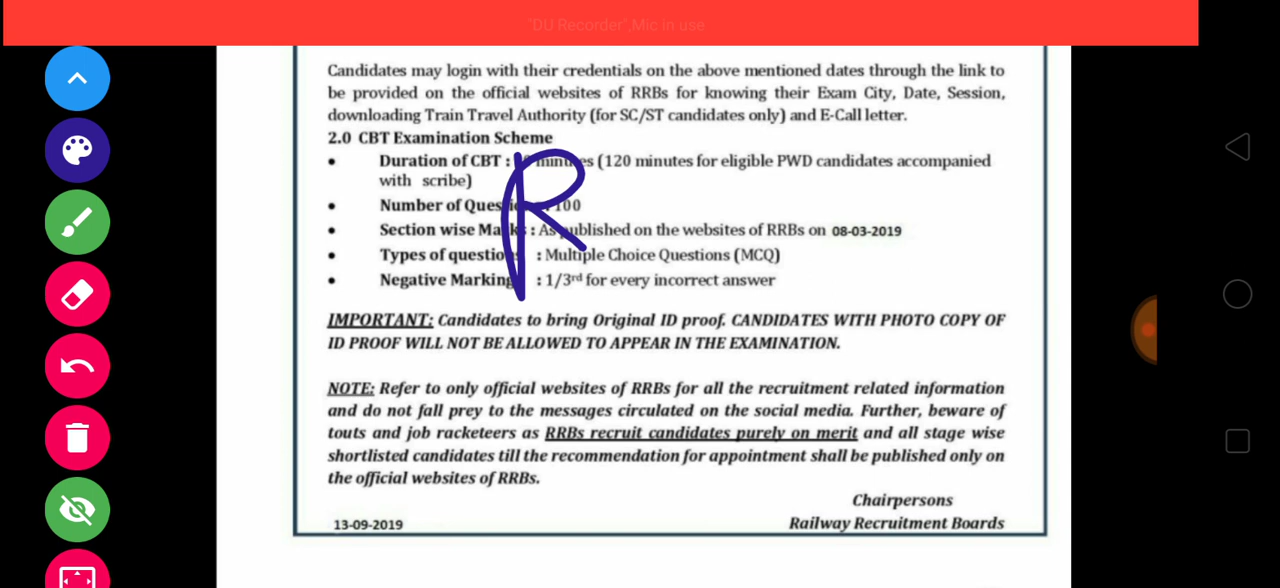 "DU Recorder",Mic in use
Candidates may login with their credentials on the above mentioned dates through the link to
be provided on the official websites of RRBs for knowing their Exam City, Date, Session,
downloading Train Travel Authority (for SC/ST candidates only) and E-Call letter.
2.0 CBT Examination Scheme
• Duration of CBT : minutes (120 minutes for eligible PWD candidates accompanied
with scribe)
• Number of Questions : 100
• Section wise Marks : As published on the websites of RRBs on 08-03-2019
• Types of questions : Multiple Choice Questions (MCQ)
• Negative Marking : 1/3rd for every incorrect answer
R
IMPORTANT: Candidates to bring Original ID proof. CANDIDATES WITH PHOTO COPY OF
ID PROOF WILL NOT BE ALLOWED TO APPEAR IN THE EXAMINATION.
NOTE: Refer to only official websites of RRBs for all the recruitment related information
and do not fall prey to the messages circulated on the social media. Further, beware of
touts and job racketeers as RRBs recruit candidates purely on merit and all stage wise
shortlisted candidates till the recommendation for appointment shall be published only on
the official websites of RRBs.
Chairpersons
13-09-2019 Railway Recruitment Boards